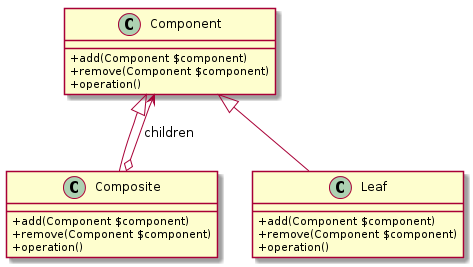 C Component
+add(Component $component)
+remove(Component $component)
+operation()
children
C Composite
+add(Component $component)
+remove(Component $component)
+operation()
C Leaf
+add(Component $component)
+remove(Component $component)
+operation()